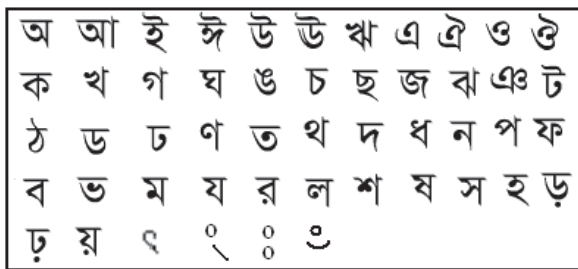 অ আ ই ঈ উ ঊ ঋ এ ঐ ও ঔ
ক খ গ ঘ ঙ চ ছ জ ঝ ঞ ট
ঠ ড ঢ ণ ত থ দ ধ ন প ফ
ব ভ ম য র ল শ ষ স হ ড়
ঢ় য় ৎ ং ঃ ঁ